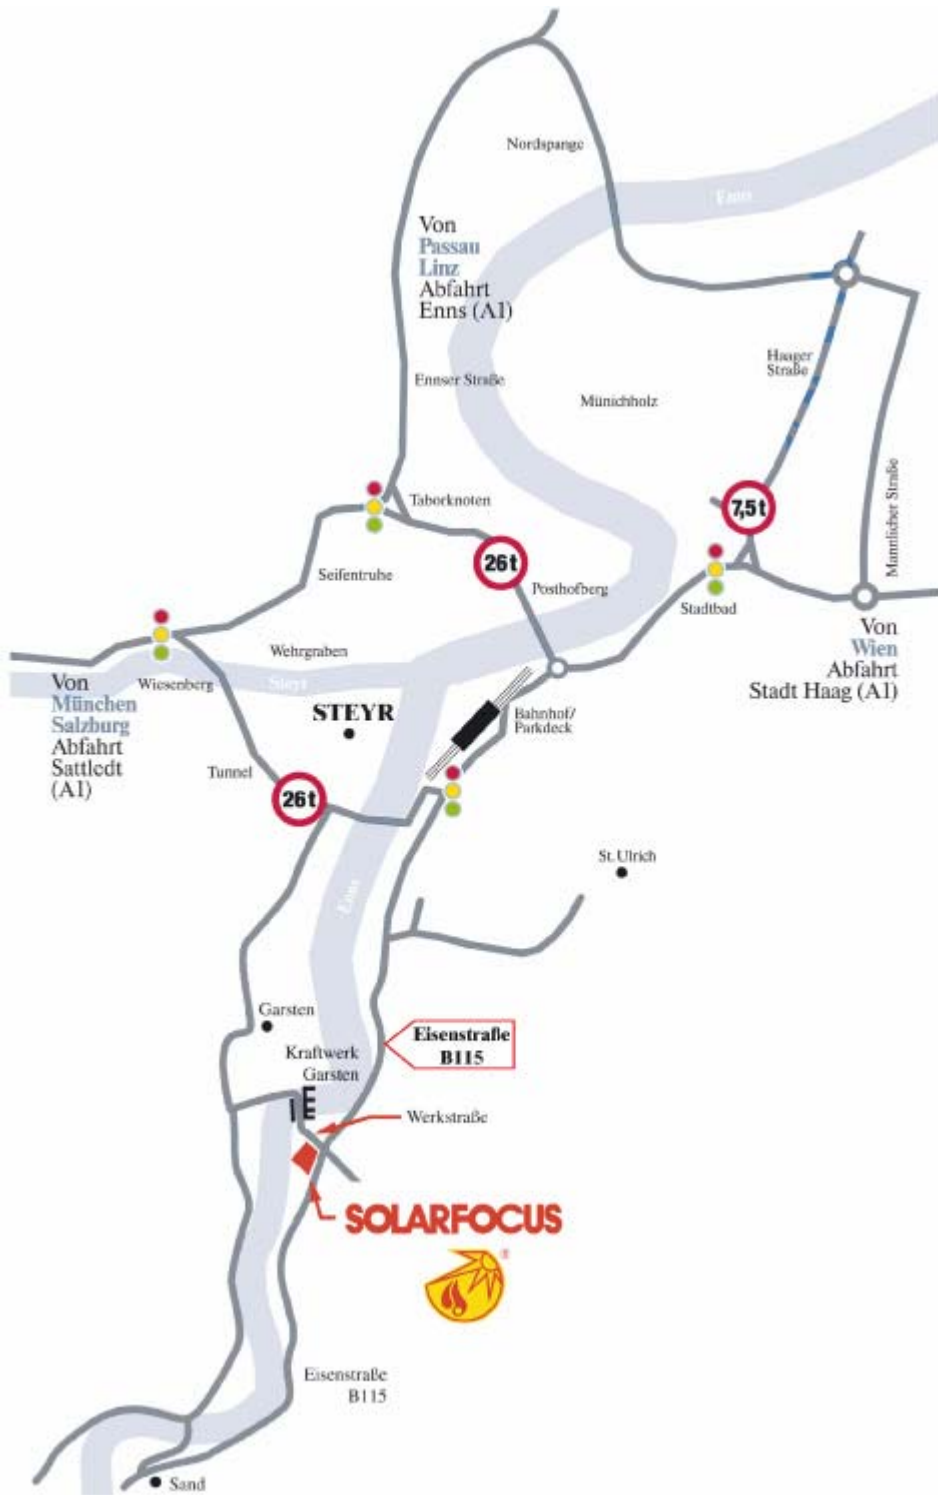 Nordspange
Enns
Von
Passau
Linz
Abfahrt
Enns (A1)
Haager
Straße
Ennser Straße
Münichholz
Mannlicher Straße
Taborknoten
7,5t
26t
Seifentruhe
Posthofberg
Stadtbad
Von
Wien
Abfahrt
Stadt Haag (A1)
Wehrgraben
Wiesenberg
Steyr
Von
München
Salzburg
Abfahrt
Sattledt
(A1)
STEYR
Bahnhof/
Parkdeck
Tunnel
26t
St. Ulrich
Enns
Garsten
Eisenstraße
B115
Kraftwerk
Garsten
Werkstraße
SOLARFOCUS
®
Eisenstraße
B115
Sand